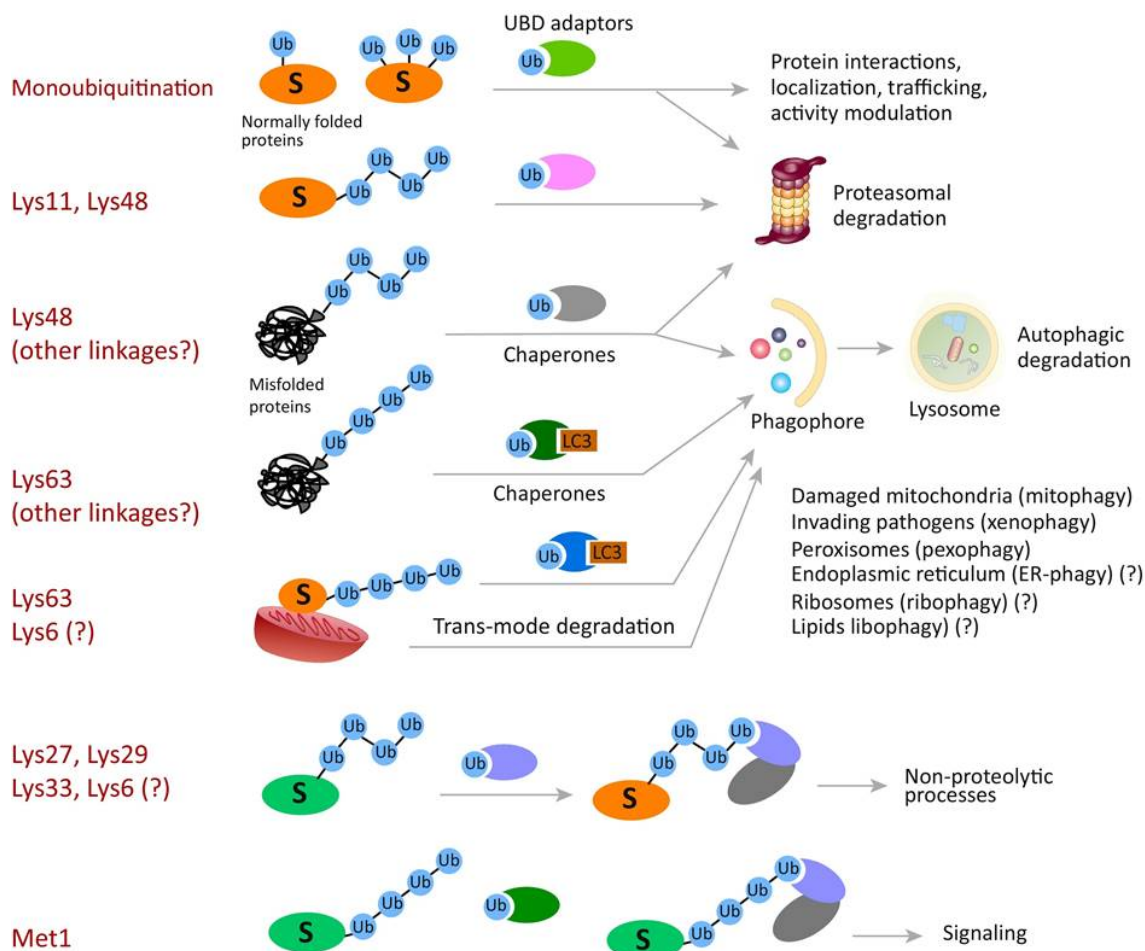 UBD adaptors
Ub
Ub
Ub
Ub
Ub
S
S
Monoubiquitination
Normally folded
proteins
Protein interactions,
localization, trafficking,
activity modulation
Lys11, Lys48
S
Ub
Ub
Ub
Ub
Ub
Proteasomal
degradation
Lys48
(other linkages?)
Ub
Ub
Ub
Ub
Ub
Chaperones
Misfolded
proteins
Phagophore
Lysosome
Autophagic
degradation
Lys63
(other linkages?)
Ub
Ub
Ub
Ub
Ub
LC3
Chaperones
Damaged mitochondria (mitophagy)
Invading pathogens (xenophagy)
Peroxisomes (pexophagy)
Endoplasmic reticulum (ER-phagy) (?)
Ribosomes (ribophagy) (?)
Lipids libophagy) (?)
Lys63
Lys6 (?)
S
Ub
Ub
Ub
Ub
Ub
LC3
Trans-mode degradation
Lys27, Lys29
Lys33, Lys6 (?)
S
Ub
Ub
Ub
Ub
Ub
S
Ub
Ub
Ub
Ub
Non-proteolytic
processes
Met1
S
Ub
Ub
Ub
Ub
Ub
S
Ub
Ub
Ub
Ub
Signaling